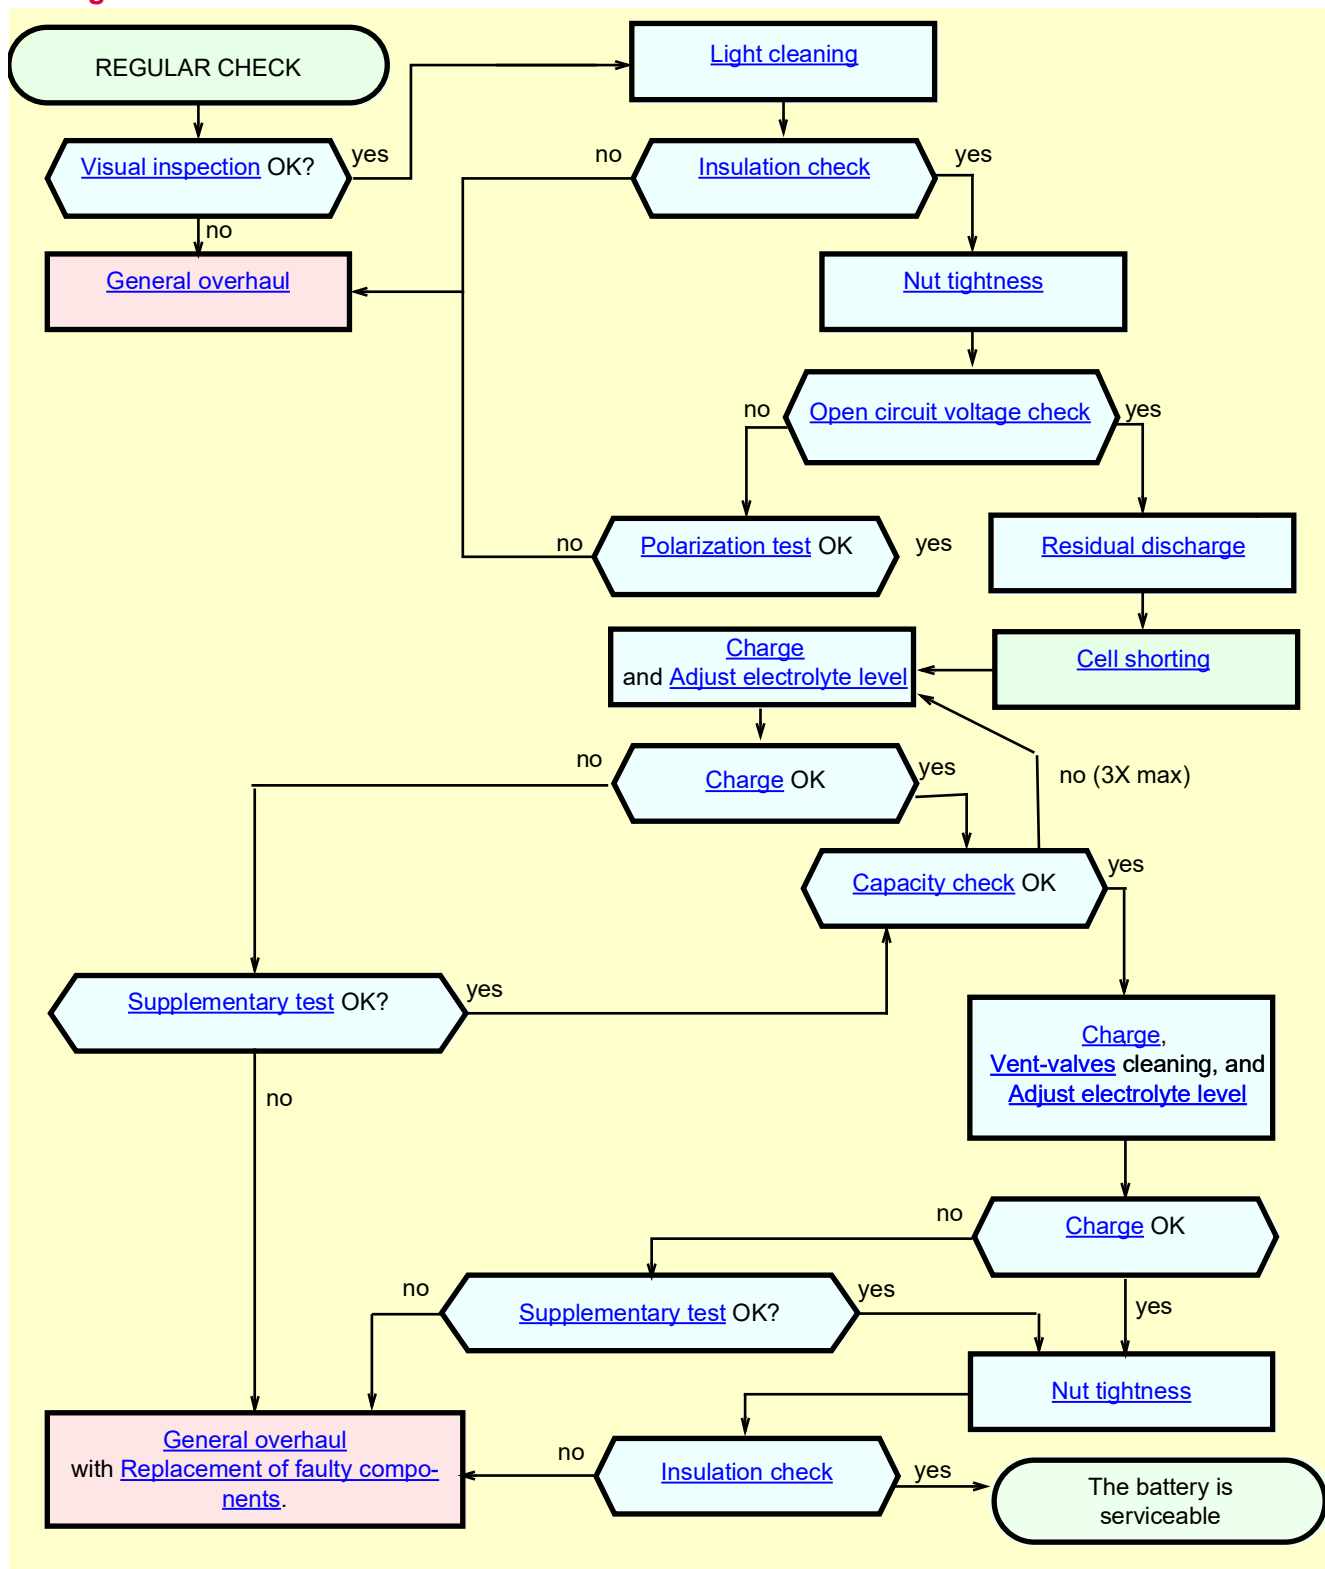 REGULAR CHECK
Light cleaning
Visual inspection OK?
yes
no
Insulation check
yes
no
General overhaul
Nut tightness
no
Open circuit voltage check
yes
no
Polarization test OK
yes
Residual discharge
Charge
and Adjust electrolyte level
Cell shorting
no
Charge OK
yes
no (3X max)
Capacity check OK
yes
Supplementary test OK?
yes
no
Charge,
Vent-valves cleaning, and
Adjust electrolyte level
no
Charge OK
yes
no
Supplementary test OK?
yes
Nut tightness
General overhaul
with Replacement of faulty compo-
nents.
no
Insulation check
yes
The battery is
serviceable